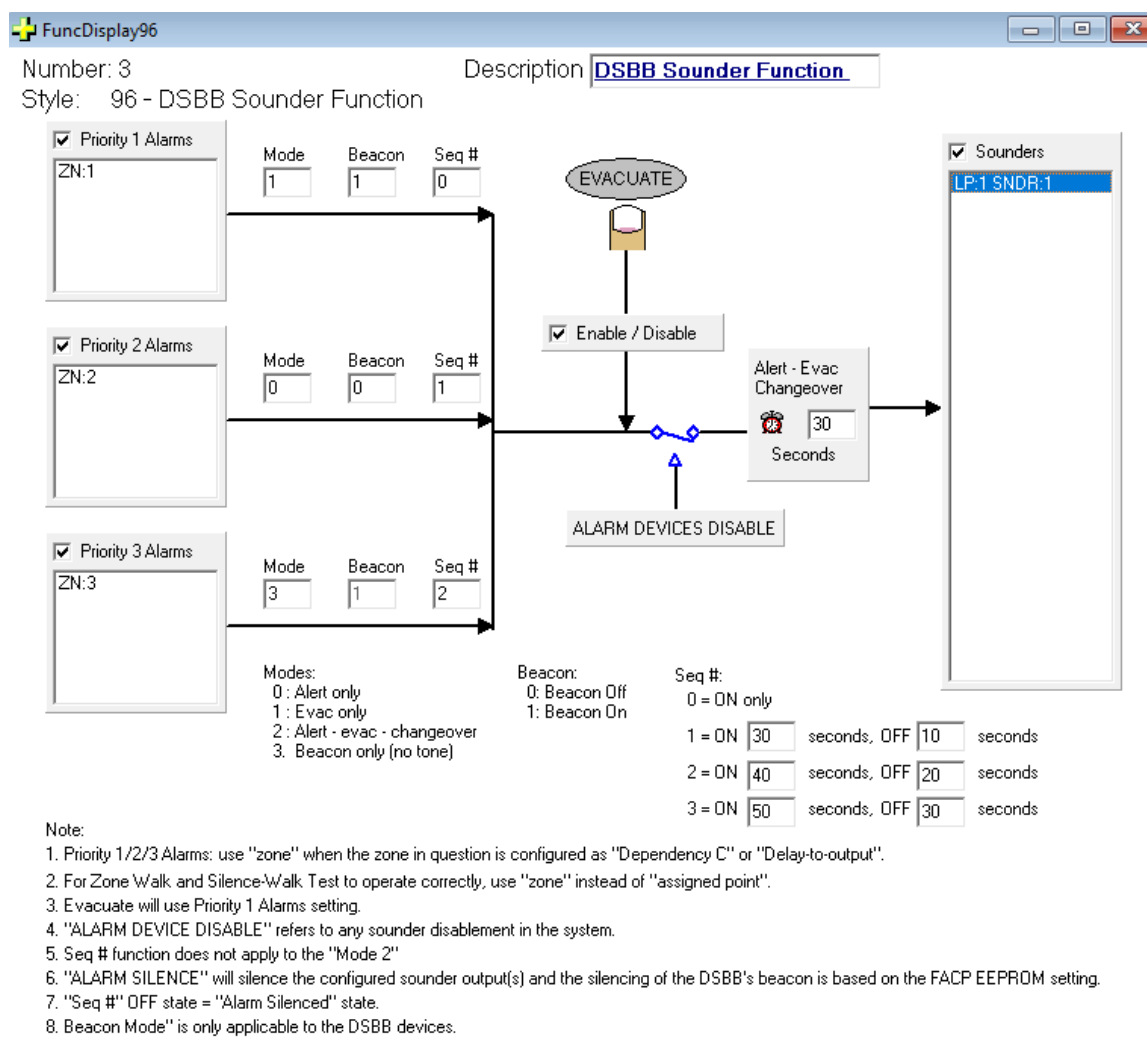 FuncDisplay96
Number: 3
Description DSBB Sounder Function
Style: 96 - DSBB Sounder Function
Priority 1 Alarms
ZN:1
Mode Beacon Seq #
1 1 0
EVACUATE
Sounders
LP:1 SNDR:1
Enable / Disable
Priority 2 Alarms
ZN:2
Mode Beacon Seq #
0 0 1
Alert - Evac
Changeover
30
Seconds
ALARM DEVICES DISABLE
Priority 3 Alarms
ZN:3
Mode Beacon Seq #
3 1 2
Modes:
0 : Alert only
1 : Evac only
2 : Alert - evac - changeover
3. Beacon only (no tone)
Beacon:
0: Beacon Off
1: Beacon On
Seq #:
0 = ON only
1 = ON 30 seconds, OFF 10 seconds
2 = ON 40 seconds, OFF 20 seconds
3 = ON 50 seconds, OFF 30 seconds
Note:
1. Priority 1/2/3 Alarms: use "zone" when the zone in question is configured as "Dependency C" or "Delay-to-output".
2. For Zone Walk and Silence-Walk Test to operate correctly, use "zone" instead of "assigned point".
3. Evacuate will use Priority 1 Alarms setting.
4. "ALARM DEVICE DISABLE" refers to any sounder disablement in the system.
5. Seq # function does not apply to the "Mode 2"
6. "ALARM SILENCE" will silence the configured sounder output(s) and the silencing of the DSBB's beacon is based on the FACP EEPROM setting.
7. "Seq #" OFF state = "Alarm Silenced" state.
8. Beacon Mode" is only applicable to the DSBB devices.